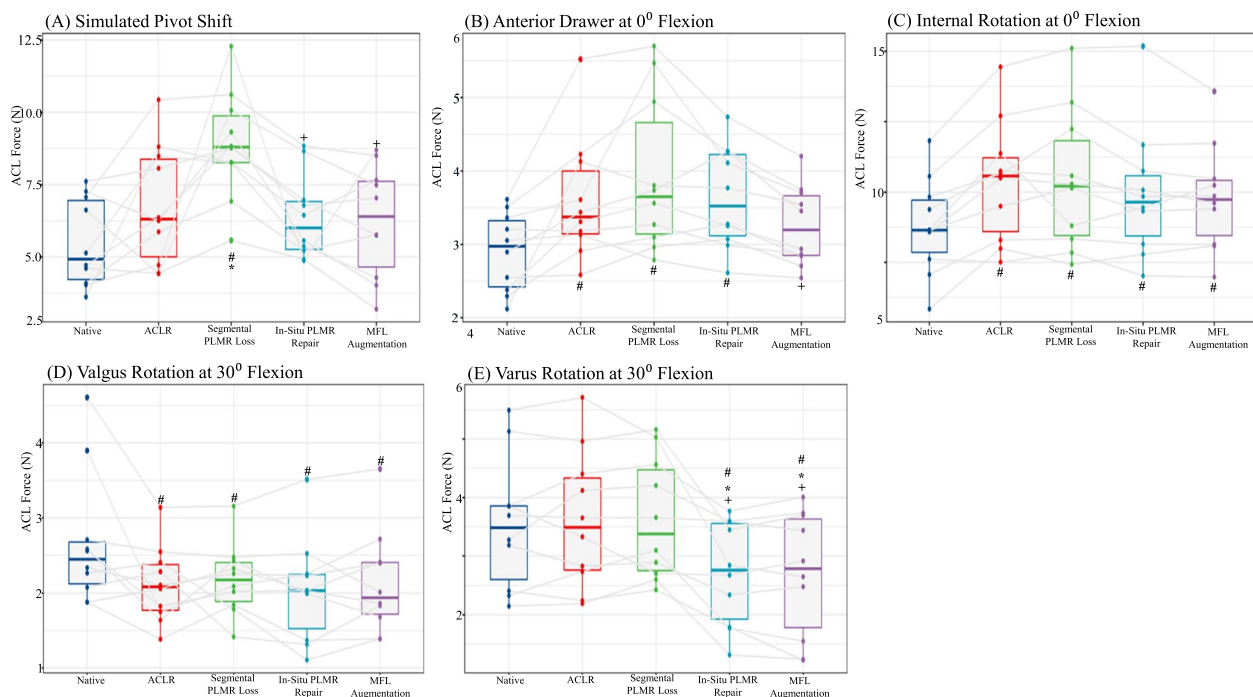 (A) Simulated Pivot Shift
12.5
10.0
7.5
5.0
2.5
ACL Force (N)
+
+
#
*
Native
ACLR
Segmental
PLMR Loss
In-Situ PLMR
Repair
MFL
Augmentation
(B) Anterior Drawer at 0⁰ Flexion
6
5
4
3
2
4
ACL Force (N)
#
#
#
+
Native
ACLR
Segmental
PLMR Loss
In-Situ PLMR
Repair
MFL
Augmentation
(C) Internal Rotation at 0⁰ Flexion
15
10
5
ACL Force (N)
#
#
#
#
Native
ACLR
Segmental
PLMR Loss
In-Situ PLMR
Repair
MFL
Augmentation
(D) Valgus Rotation at 30⁰ Flexion
4
3
2
1
ACL Force (N)
#
#
#
#
Native
ACLR
Segmental
PLMR Loss
In-Situ PLMR
Repair
MFL
Augmentation
(E) Varus Rotation at 30⁰ Flexion
6
4
2
ACL Force (N)
#
*
+
#
*
+
Native
ACLR
Segmental
PLMR Loss
In-Situ PLMR
Repair
MFL
Augmentation